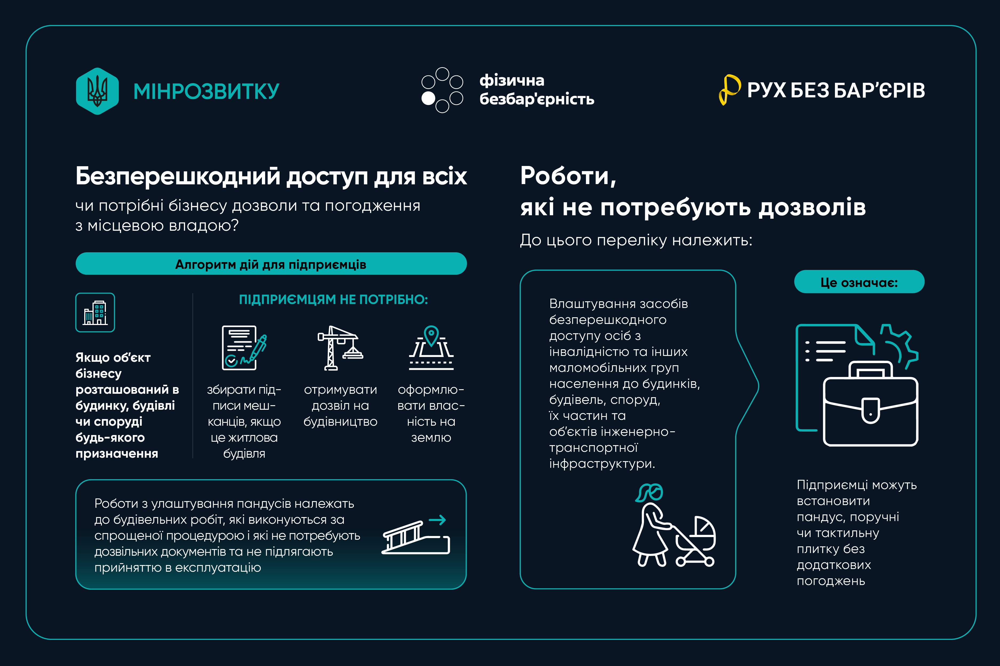 МІНРОЗВИТКУ
фізична
безбар'єрність
РУХ БЕЗ БАР’ЄРІВ
Безперешкодний доступ для всіх
чи потрібні бізнесу дозволи та погодження
з місцевою владою?
Алгоритм дій для підприємців
Якщо об’єкт
бізнесу
розташований в
будинку, будівлі
чи споруді
будь-якого
призначення
ПІДПРИЄМЦЯМ НЕ ПОТРІБНО:
збирати під-
писи меш-
канців, якщо
це житлова
будівля
отримувати
дозвіл на
будівництво
оформлю-
вати влас-
ність на
землю
Роботи з улаштування пандусів належать
до будівельних робіт, які виконуються за
спрощеної процедурою і які не потребують
дозвільних документів та не підлягають
прийняттю в експлуатацію
Роботи,
які не потребують дозволів
До цього переліку належить:
Влаштування засобів
безперешкодного
доступу осіб з
інвалідністю та інших
маломобільних груп
населення до будинків,
будівель, споруд,
їх частин та
об’єктів інженерно-
транспортної
інфраструктури.
Це означає:
Підприємці можуть
встановити
пандус, поручні
чи тактильну
плитку без
додаткових
погоджень